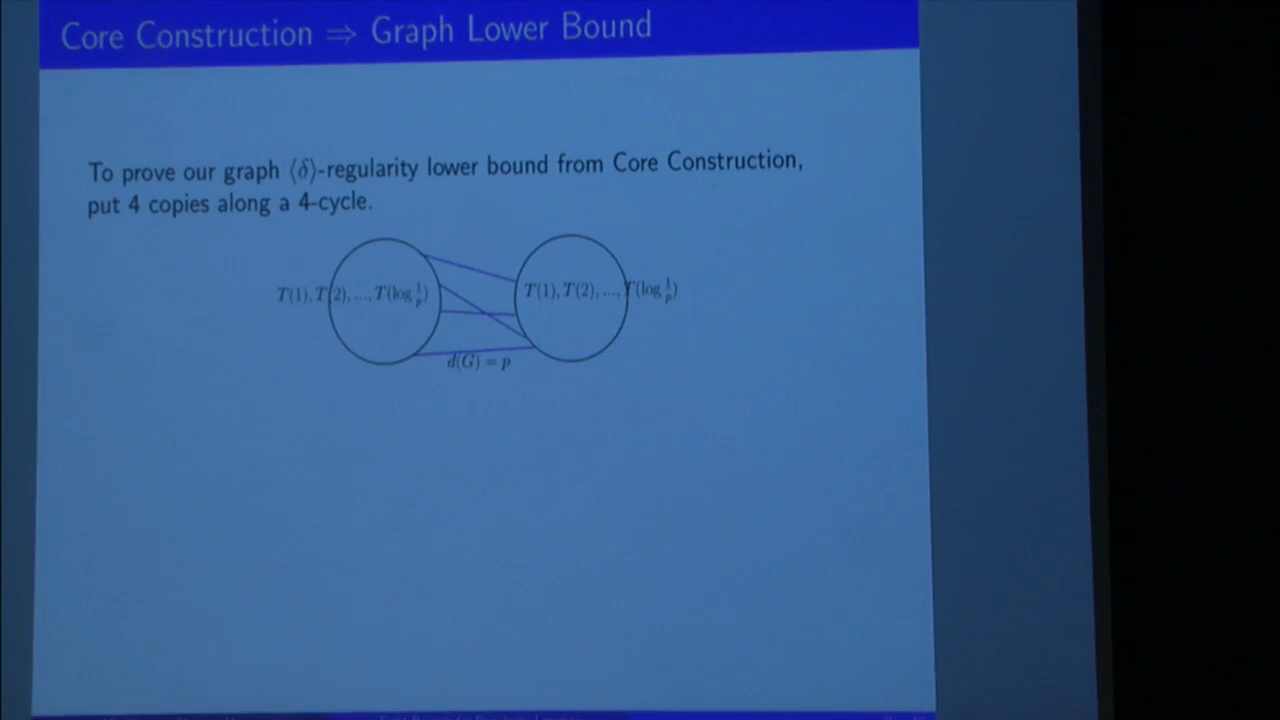 Core Construction ⇒ Graph Lower Bound
To prove our graph ⟨δ⟩-regularity lower bound from Core Construction,
put 4 copies along a 4-cycle.
T(1), T(2), ..., T(log 1/p)
T(1), T(2), ..., T(log 1/p)
d(G) = p